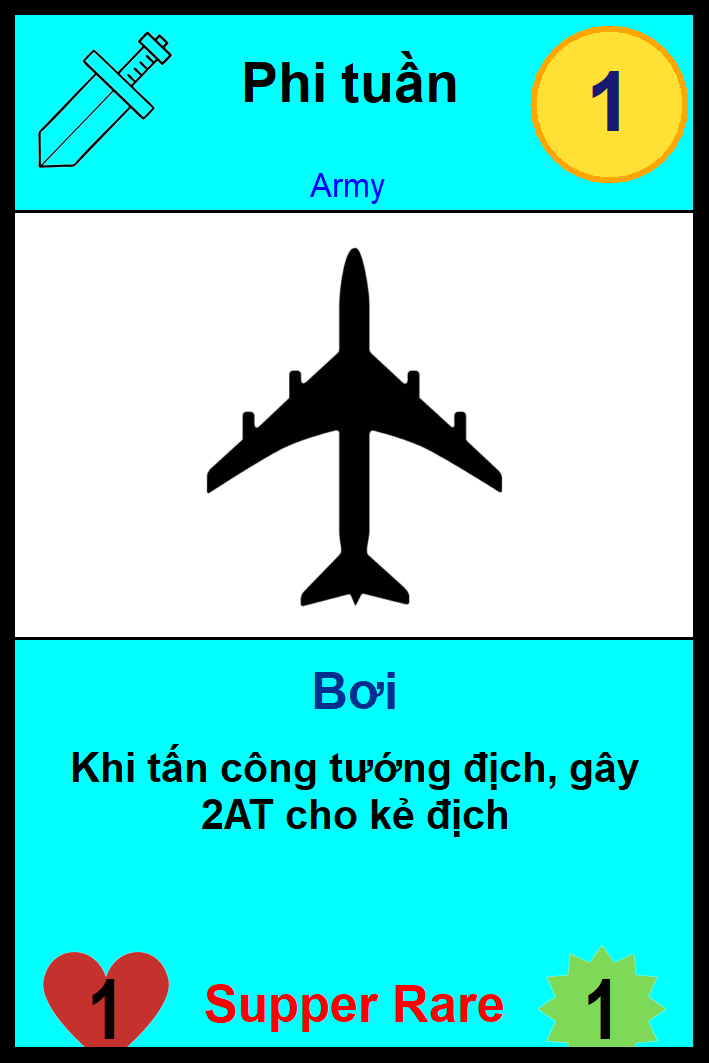 Phi tuần
1
Army
Bơi
Khi tấn công tướng địch, gây
2AT cho kẻ địch
1
Supper Rare
1